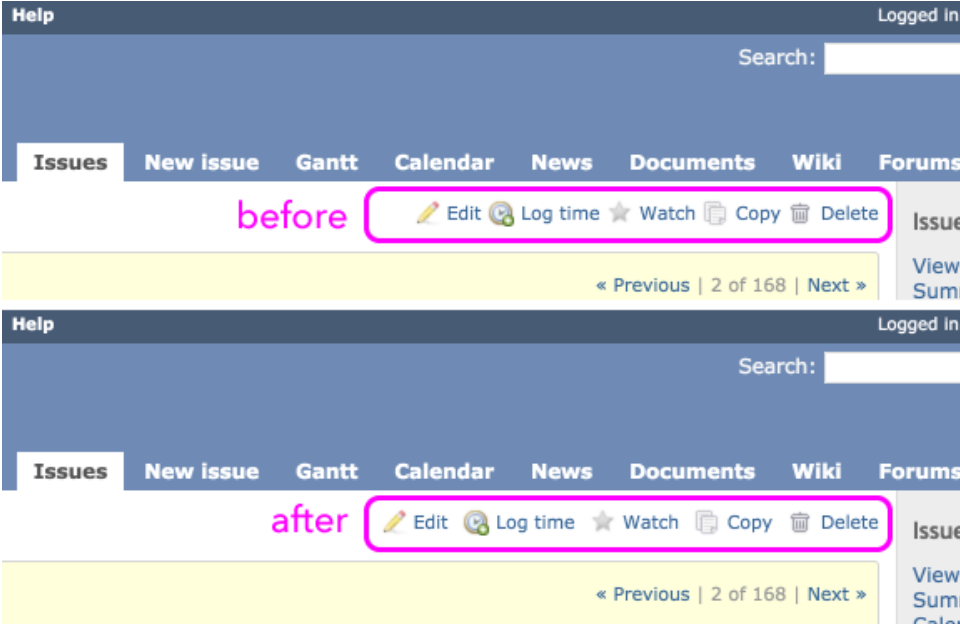 Help Logged in
Search:
Issues New issue Gantt Calendar News Documents Wiki Forums
before Edit Log time Watch Copy Delete
Issue
« Previous | 2 of 168 | Next »
View
Sum
Help Logged in
Search:
Issues New issue Gantt Calendar News Documents Wiki Forums
after Edit Log time Watch Copy Delete
Issue
« Previous | 2 of 168 | Next »
View
Sum